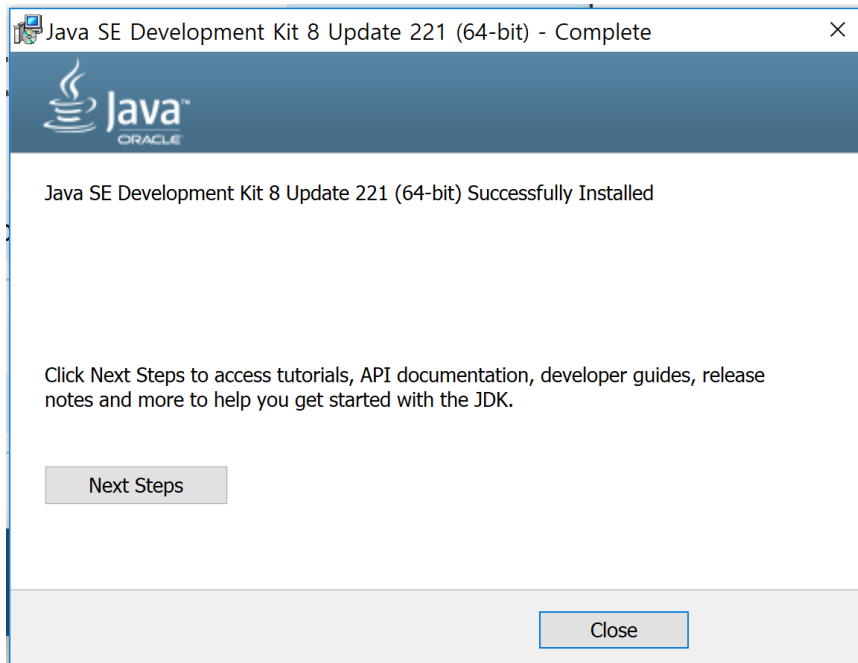 Java SE Development Kit 8 Update 221 (64-bit) - Complete
Java™
ORACLE
Java SE Development Kit 8 Update 221 (64-bit) Successfully Installed
Click Next Steps to access tutorials, API documentation, developer guides, release
notes and more to help you get started with the JDK.
Next Steps
Close